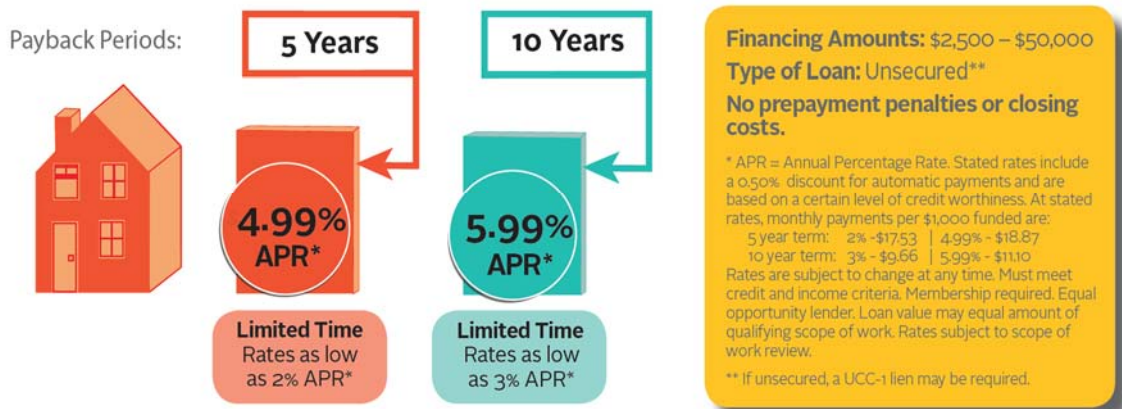 Payback Periods:
5 Years
10 Years
4.99%
APR*
5.99%
APR*
Limited Time
Rates as low
as 2% APR*
Limited Time
Rates as low
as 3% APR*
Financing Amounts: $2,500 – $50,000
Type of Loan: Unsecured**
No prepayment penalties or closing
costs.
* APR = Annual Percentage Rate. Stated rates include
a 0.50% discount for automatic payments and are
based on a certain level of credit worthiness. At stated
rates, monthly payments per $1,000 funded are:
5 year term: 2% -$17.53 | 4.99% - $18.87
10 year term: 3% - $9.66 | 5.99% - $11.10
Rates are subject to change at any time. Must meet
credit and income criteria. Membership required. Equal
opportunity lender. Loan value may equal amount of
qualifying scope of work. Rates subject to scope of
work review.
** If unsecured, a UCC-1 lien may be required.